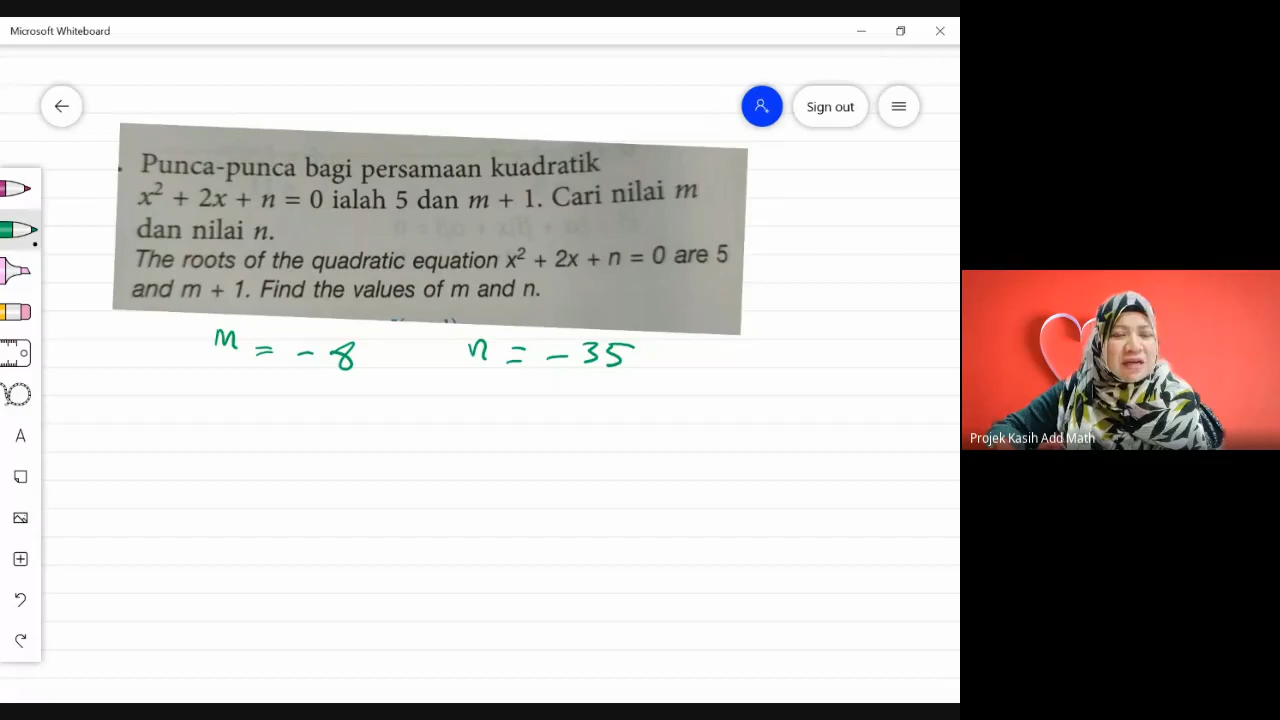 Microsoft Whiteboard
Sign out
Punca-punca bagi persamaan kuadratik
x² + 2x + n = 0 ialah 5 dan m + 1. Cari nilai m
dan nilai n.
The roots of the quadratic equation x² + 2x + n = 0 are 5
and m + 1. Find the values of m and n.
m = - 8 n = - 35
A
Projek Kasih Add Math